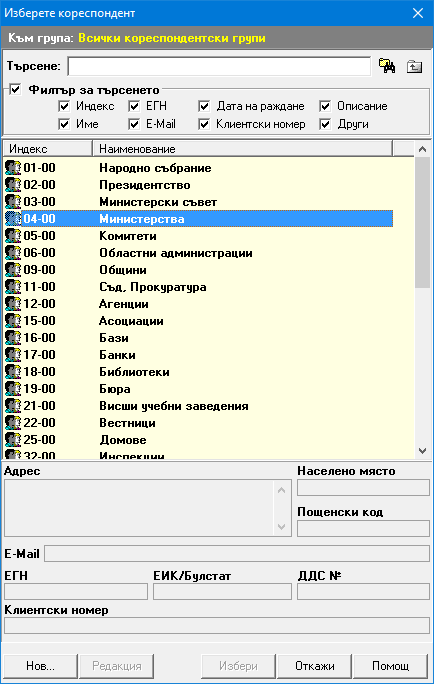 Изберете кореспондент
Към група: Всички кореспондентски групи
Търсене:
Филтър за търсенето
Индекс ЕГН Дата на раждане Описание
Име E-Mail Клиентски номер Други
Индекс Наименование
01-00 Народно събрание
02-00 Президентство
03-00 Министерски съвет
04-00 Министерства
05-00 Комитети
06-00 Областни администрации
09-00 Общини
11-00 Съд, Прокуратура
12-00 Агенции
15-00 Асоциации
16-00 Бази
17-00 Банки
18-00 Библиотеки
19-00 Бюра
21-00 Висши учебни заведения
22-00 Вестници
25-00 Домове
32-00 Инспекции
Адрес Населено място
Пощенски код
E-Mail
ЕГН ЕИК/Булстат ДДС №
Клиентски номер
Нов... Редакция Избери Откажи Помощ